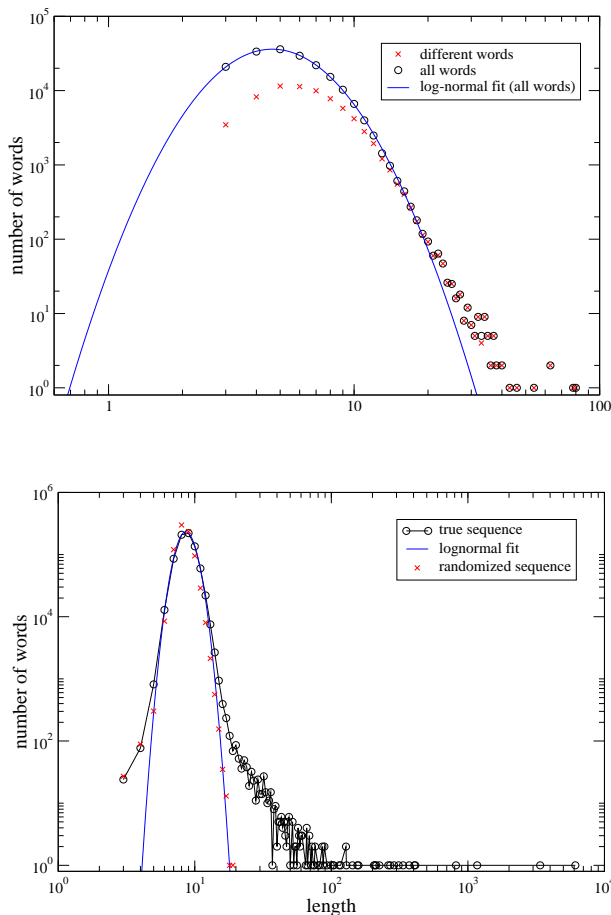 10^5
different words
all words
log-normal fit (all words)
10^4
10^3
number of words
10^2
10^1
10^0
1
10
100
10^6
true sequence
lognormal fit
randomized sequence
10^4
number of words
10^2
10^0
10^0
10^1
10^2
10^3
10^4
length